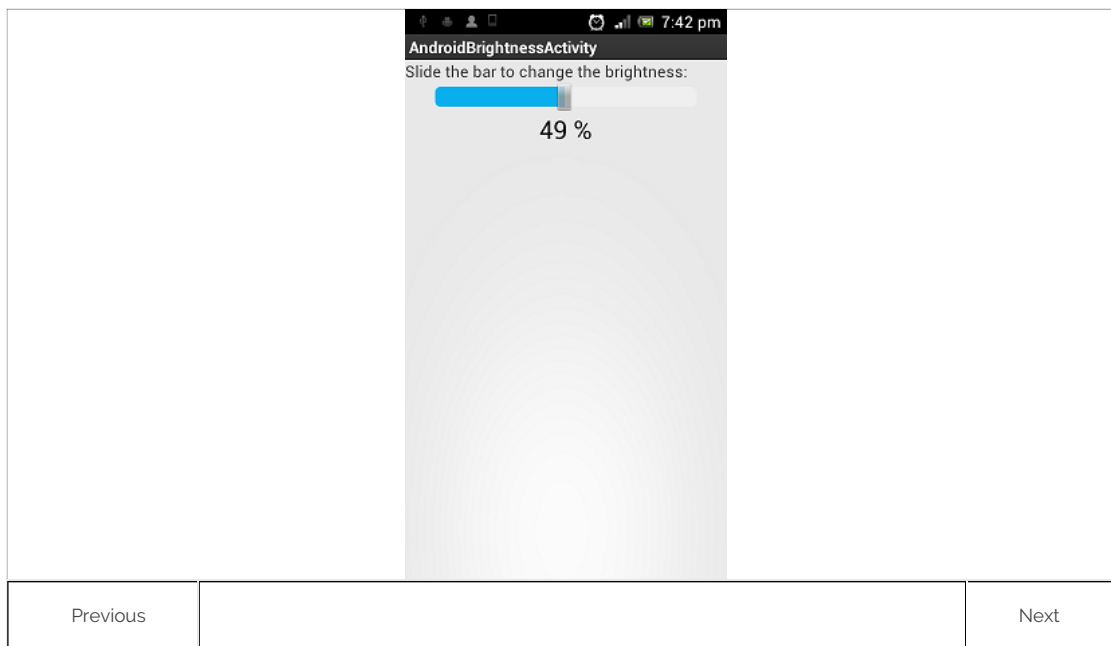 7:42 pm
AndroidBrightnessActivity
Slide the bar to change the brightness:
49 %
Previous
Next